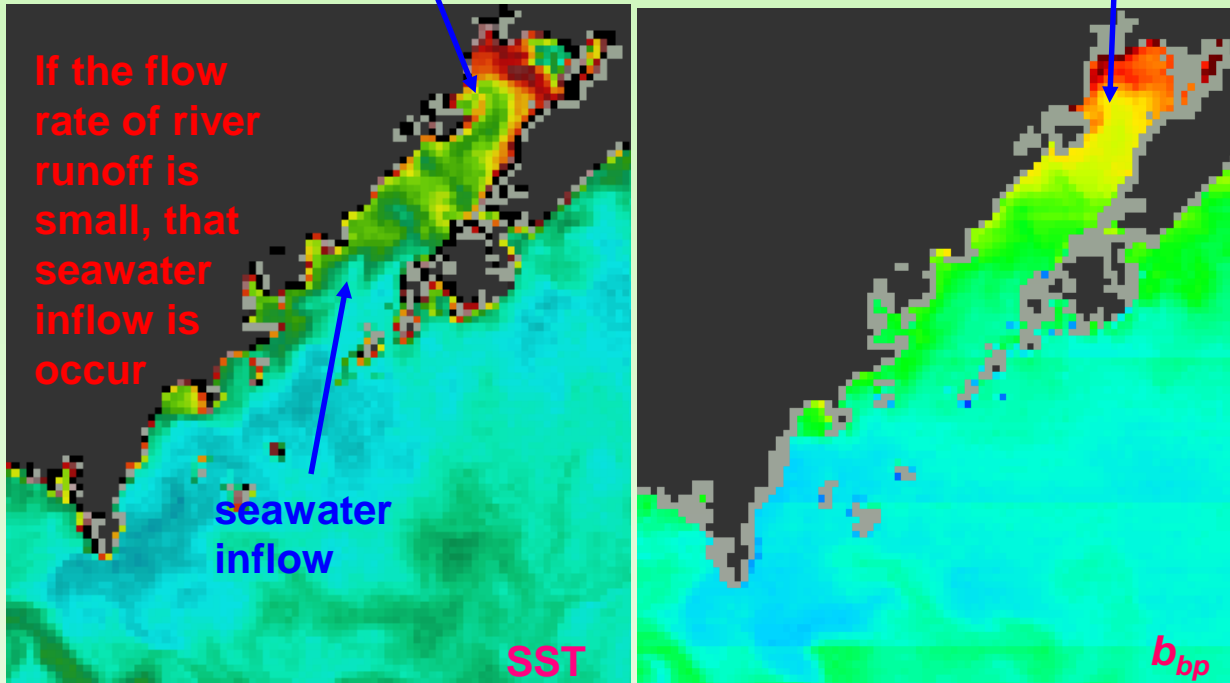 If the flow
rate of river
runoff is
small, that
seawater
inflow is
occur
seawater
inflow
SST
bbp